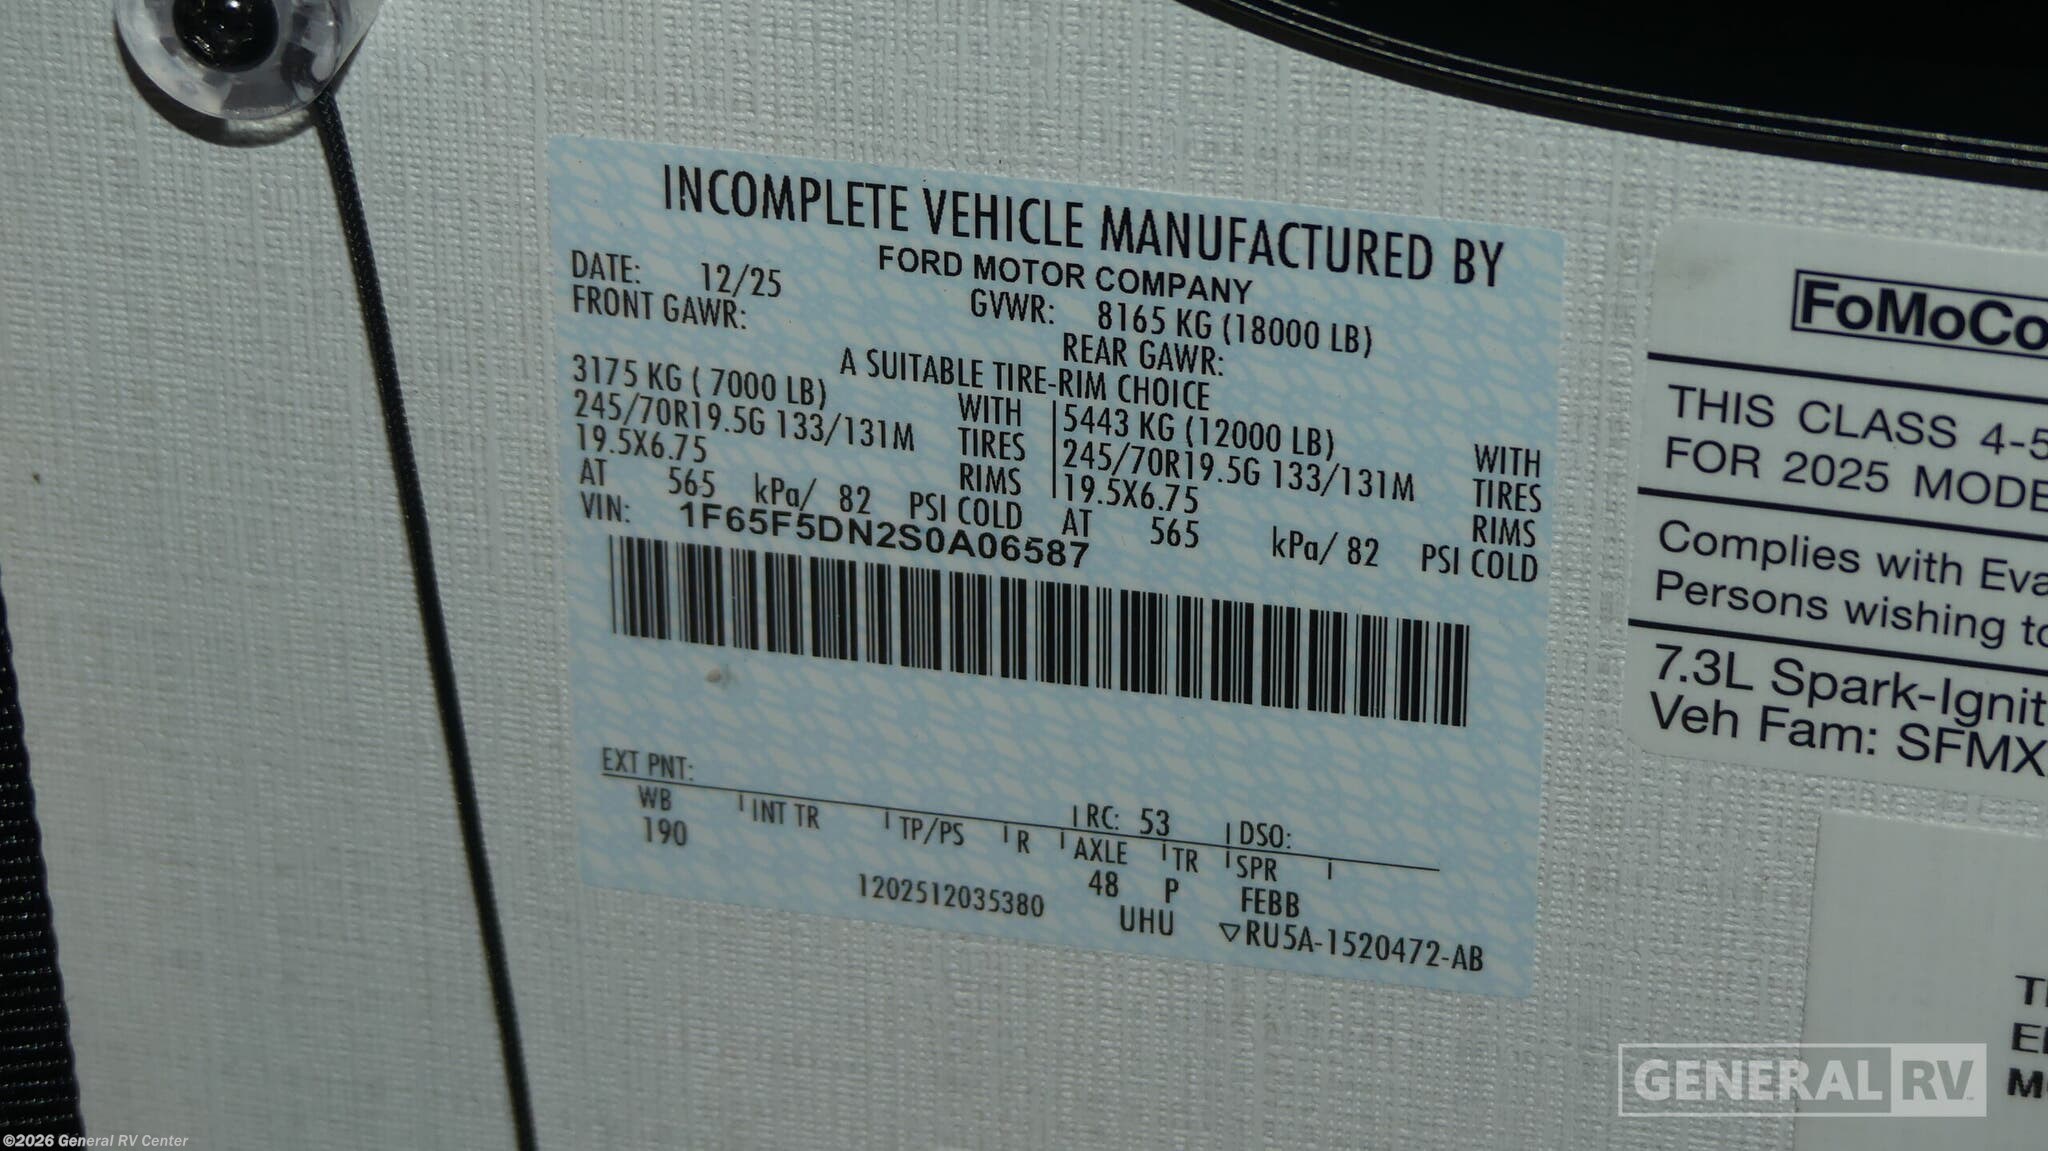 INCOMPLETE VEHICLE MANUFACTURED BY
FORD MOTOR COMPANY
DATE: 12/25 GVWR: 8165 KG (18000 LB)
FRONT GAWR: REAR GAWR:
A SUITABLE TIRE-RIM CHOICE
3175 KG ( 7000 LB) WITH 5443 KG (12000 LB) WITH
245/70R19.5G 133/131M TIRES 245/70R19.5G 133/131M TIRES
19.5X6.75 RIMS 19.5X6.75 RIMS
AT 565 kPa/ 82 PSI COLD AT 565 kPa/ 82 PSI COLD
VIN: 1F65F5DN2S0A06587
EXT PNT: RC: 53 DSO:
WB INT TR TP/PS R AXLE TR SPR
190 48 P FEBB
1202512035380 UHU RU5A-1520472-AB
FoMoCo
THIS CLASS 4-5
FOR 2025 MODE
Complies with Eva
Persons wishing to
7.3L Spark-Ignit
Veh Fam: SFMX
GENERAL RV
©2026 General RV Center